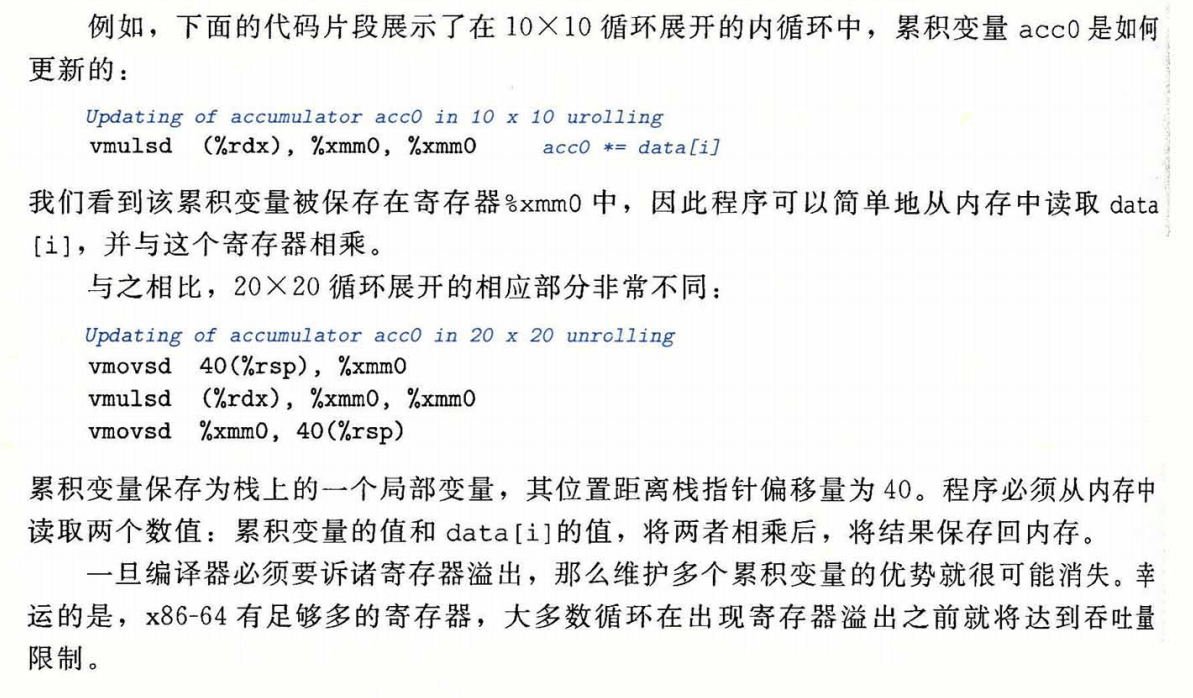 例如，下面的代码片段展示了在 10×10 循环展开的内循环中，累积变量 acc0 是如何
更新的：
Updating of accumulator acc0 in 10 x 10 urolling
vmulsd (%rdx), %xmm0, %xmm0 acc0 *= data[i]
我们看到该累积变量被保存在寄存器%xmm0 中，因此程序可以简单地从内存中读取 data
[i]，并与这个寄存器相乘。
与之相比，20×20 循环展开的相应部分非常不同：
Updating of accumulator acc0 in 20 x 20 unrolling
vmovsd 40(%rsp), %xmm0
vmulsd (%rdx), %xmm0, %xmm0
vmovsd %xmm0, 40(%rsp)
累积变量保存为栈上的一个局部变量，其位置距离栈指针偏移量为 40。程序必须从内存中
读取两个数值：累积变量的值和 data[i]的值，将两者相乘后，将结果保存回内存。
一旦编译器必须要诉诸寄存器溢出，那么维护多个累积变量的优势就很可能消失。幸
运的是，x86-64 有足够多的寄存器，大多数循环在出现寄存器溢出之前就将达到吞吐量
限制。